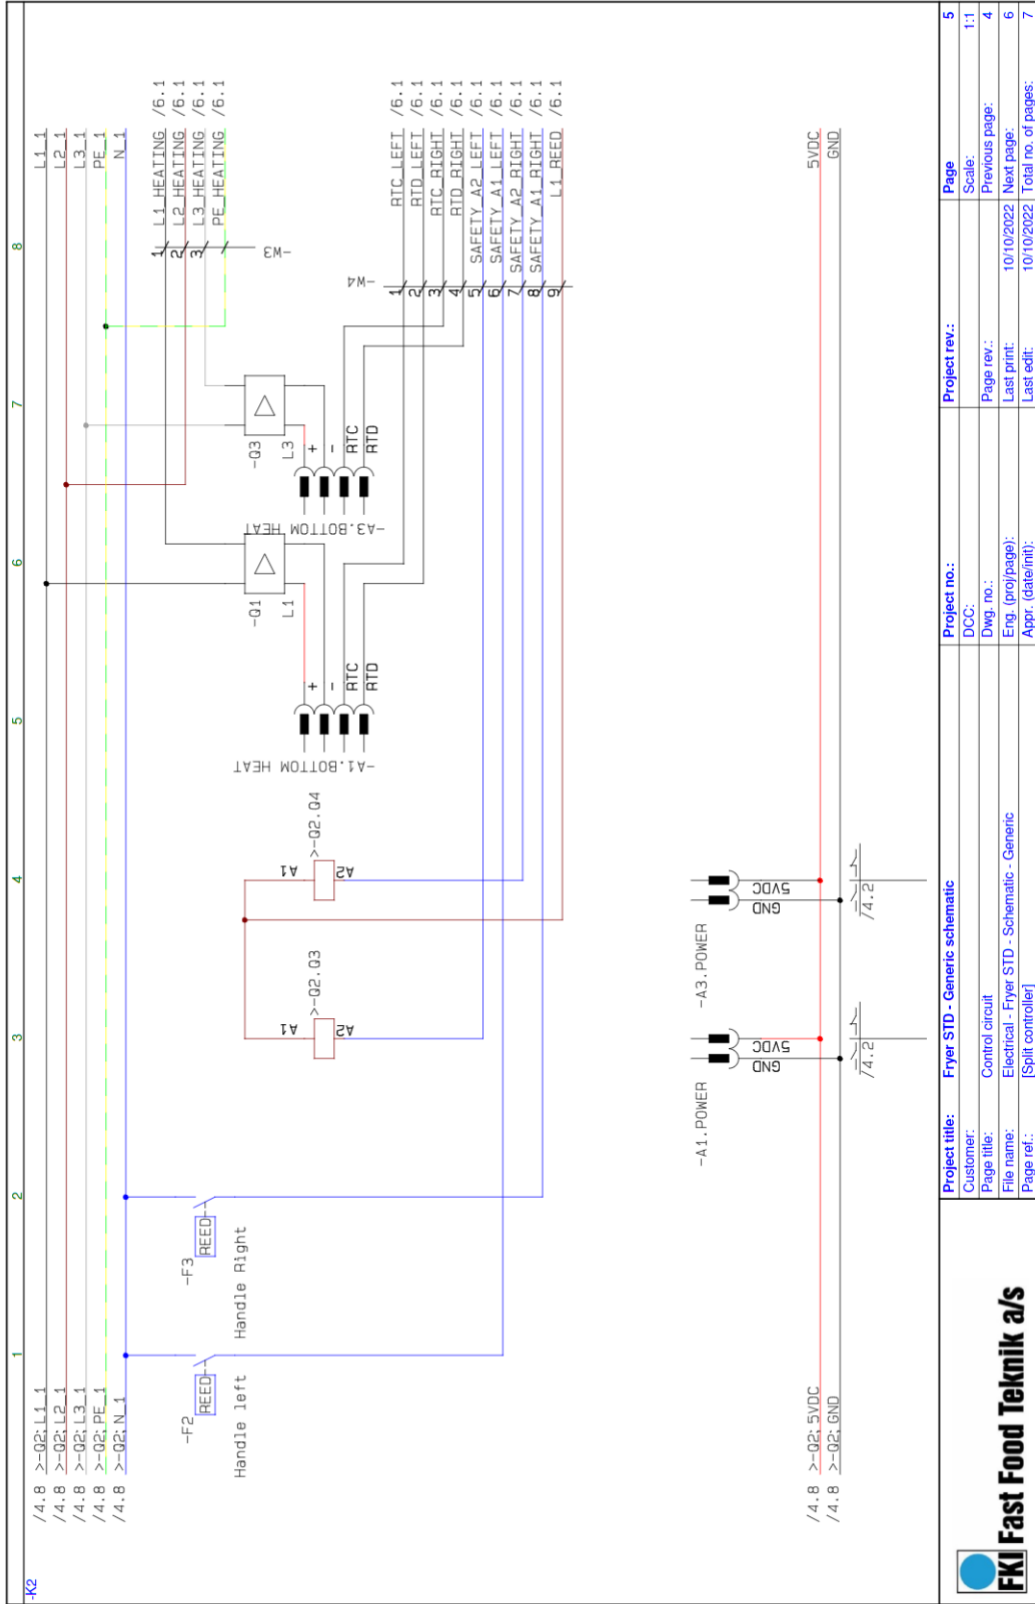 -K2
1
2
3
4
5
6
7
8
/4.8 >-Q2; L1_1
/4.8 >-Q2; L2_1
/4.8 >-Q2; L3_1
/4.8 >-Q2; PE_1
/4.8 >-Q2; N_1
L1_1
L2_1
L3_1
PE_1
N_1
1 L1_HEATING /6.1
2 L2_HEATING /6.1
3 L3_HEATING /6.1
PE_HEATING /6.1
-W3
-F2
REED
Handle left
-F3
REED
Handle Right
A1
A2
>-Q2.Q3
A1
A2
>-Q2.Q4
-Q1
L1
-Q3
L3
+
-
RTC
RTD
-A1.BOTTOM HEAT
+
-
RTC
RTD
-A3.BOTTOM HEAT
-W4
1 RTC_LEFT /6.1
2 RTD_LEFT /6.1
3 RTC_RIGHT /6.1
4 RTD_RIGHT /6.1
5 SAFETY_A2_LEFT /6.1
6 SAFETY_A1_LEFT /6.1
7 SAFETY_A2_RIGHT /6.1
8 SAFETY_A1_RIGHT /6.1
9 L1_REED /6.1
-A1.POWER
GND
5VDC
/4.2
-A3.POWER
GND
5VDC
/4.2
/4.8 >-Q2; 5VDC
/4.8 >-Q2; GND
5VDC
GND
FKI Fast Food Teknik a/s
Project title: Fryer STD - Generic schematic
Customer:
Page title: Control circuit
File name: Electrical - Fryer STD - Schematic - Generic
Page ref.: [Split controller]
Project no.:
DCC:
Dwg. no.:
Eng. (proj/page):
Appr. (date/init):
Project rev.:
Page rev.:
Last print: 10/10/2022
Last edit: 10/10/2022
Page 5
Scale: 1:1
Previous page: 4
Next page: 6
Total no. of pages: 7